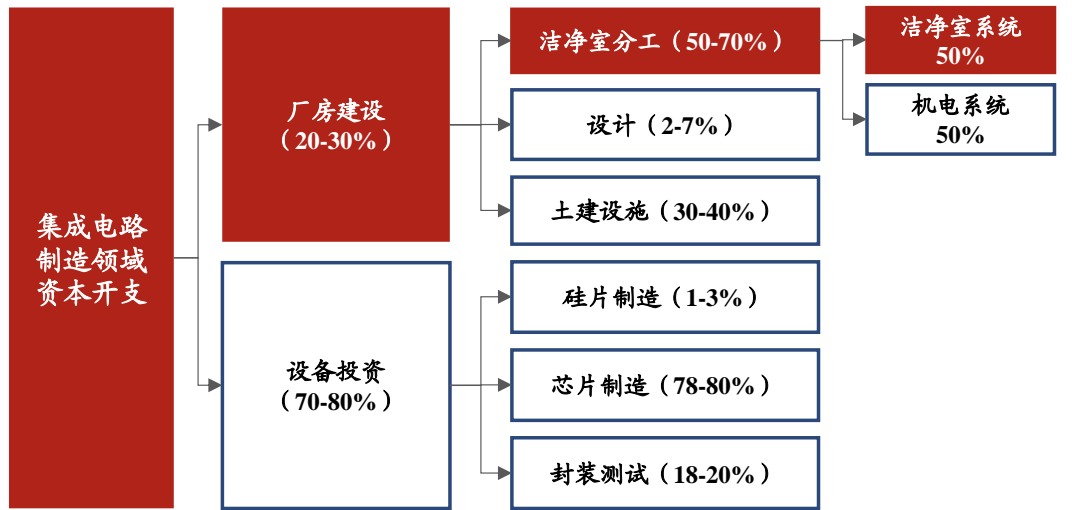 集成电路
制造领域
资本开支
厂房建设
（20-30%）
设备投资
（70-80%）
洁净室分工（50-70%）
设计（2-7%）
土建设施（30-40%）
硅片制造（1-3%）
芯片制造（78-80%）
封装测试（18-20%）
洁净室系统
50%
机电系统
50%